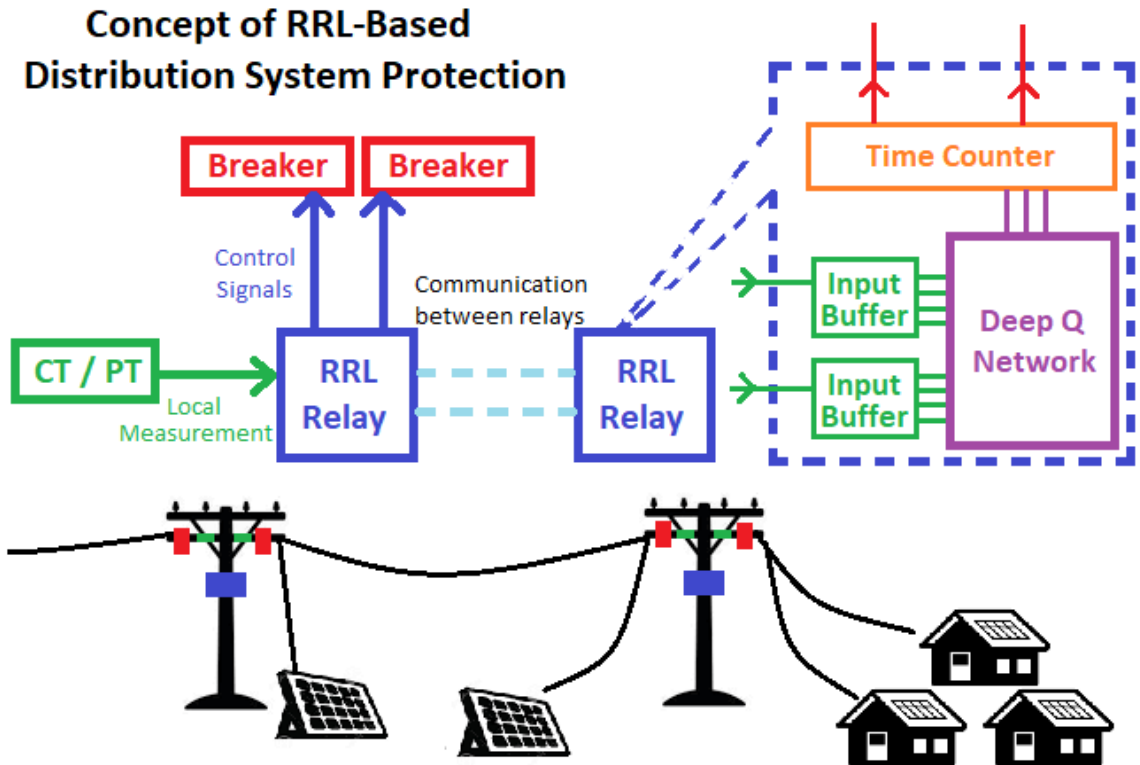 Concept of RRL-Based
Distribution System Protection
Breaker
Breaker
Time Counter
Control
Signals
Communication
between relays
Input
Buffer
Deep Q
Network
CT / PT
Local
Measurement
RRL
Relay
RRL
Relay
Input
Buffer